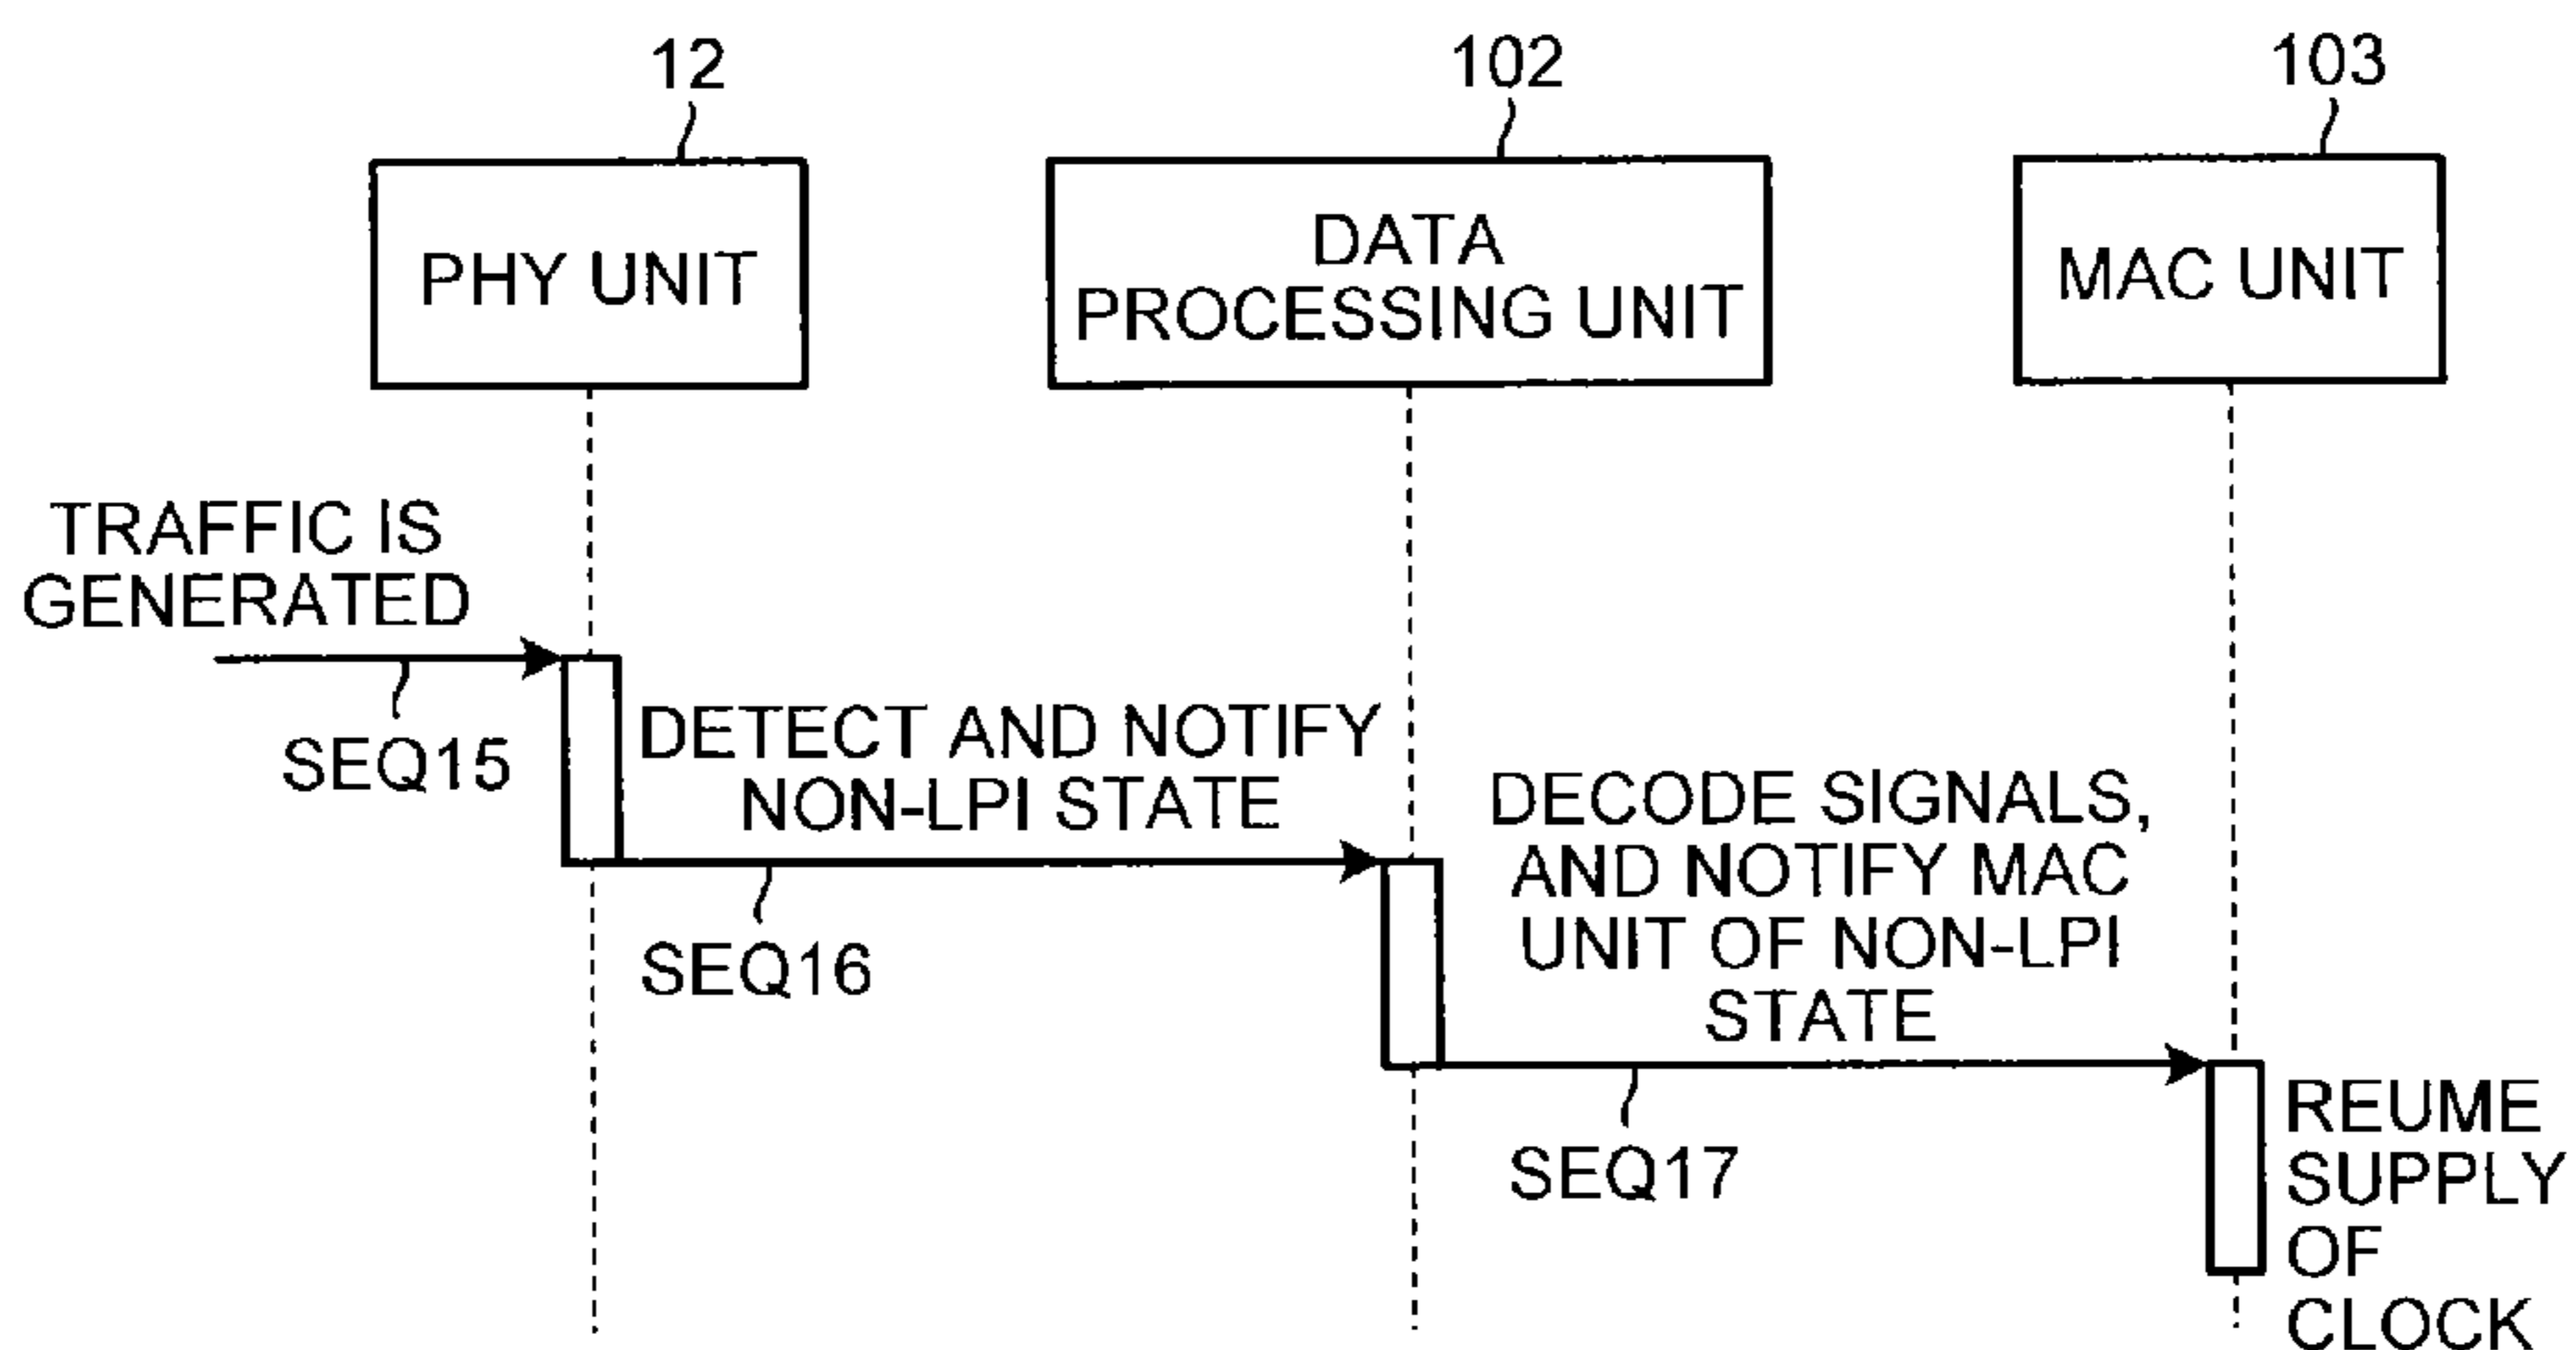 12
102
103
PHY UNIT
DATA
PROCESSING UNIT
MAC UNIT
TRAFFIC IS
GENERATED
SEQ15
DETECT AND NOTIFY
NON-LPI STATE
SEQ16
DECODE SIGNALS,
AND NOTIFY MAC
UNIT OF NON-LPI
STATE
SEQ17
REUME
SUPPLY
OF
CLOCK